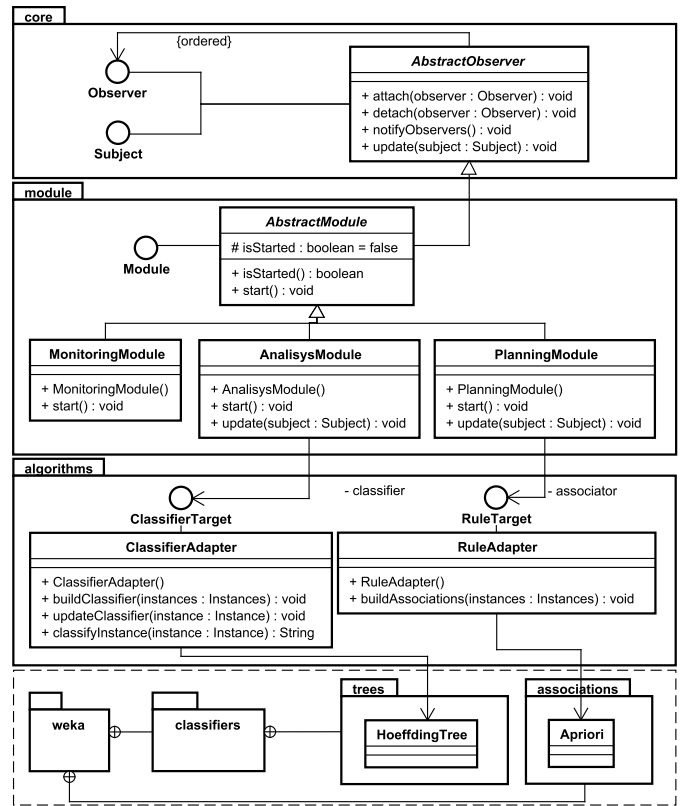 core
{ordered}
Observer
Subject
AbstractObserver
+ attach(observer : Observer) : void
+ detach(observer : Observer) : void
+ notifyObservers() : void
+ update(subject : Subject) : void
module
Module
AbstractModule
# isStarted : boolean = false
+ isStarted() : boolean
+ start() : void
MonitoringModule
+ MonitoringModule()
+ start() : void
AnalisysModule
+ AnalisysModule()
+ start() : void
+ update(subject : Subject) : void
PlanningModule
+ PlanningModule()
+ start() : void
+ update(subject : Subject) : void
algorithms
- classifier
- associator
ClassifierTarget
RuleTarget
ClassifierAdapter
+ ClassifierAdapter()
+ buildClassifier(instances : Instances) : void
+ updateClassifier(instance : Instance) : void
+ classifyInstance(instance : Instance) : String
RuleAdapter
+ RuleAdapter()
+ buildAssociations(instances : Instances) : void
weka
classifiers
trees
HoeffdingTree
associations
Apriori